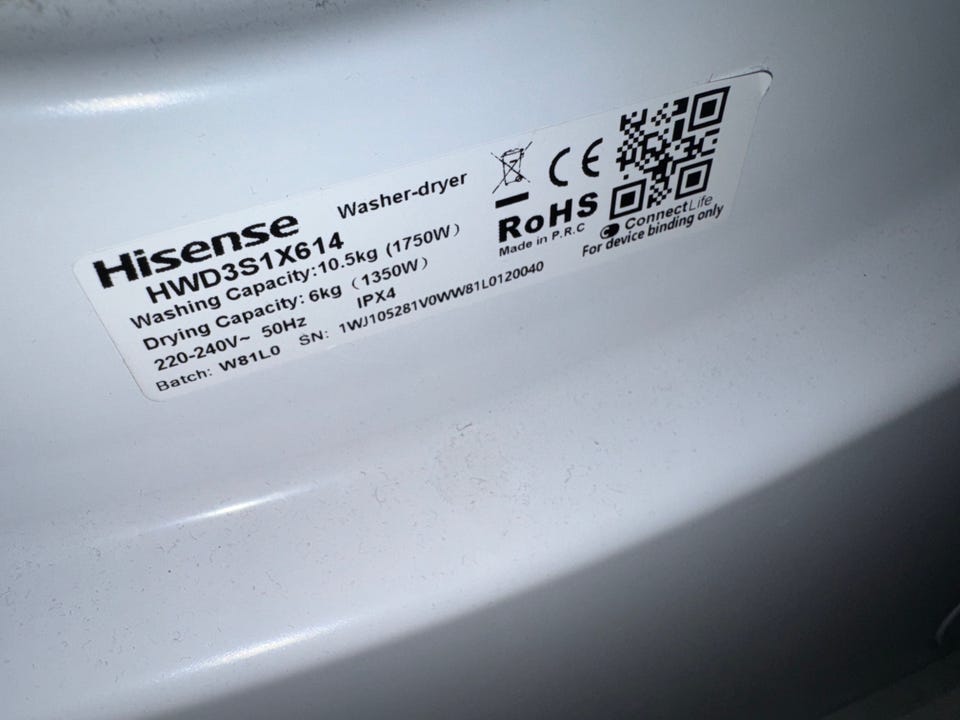 Hisense Washer-dryer
HWD3S1X614
Washing Capacity:10.5kg (1750W)
Drying Capacity: 6kg (1350W)
220-240V~ 50Hz IPX4
Batch: W81L0 SN: 1WJ105281V0WW81L0120040
CE
RoHS
Made in P.R.C
ConnectLife
For device binding only